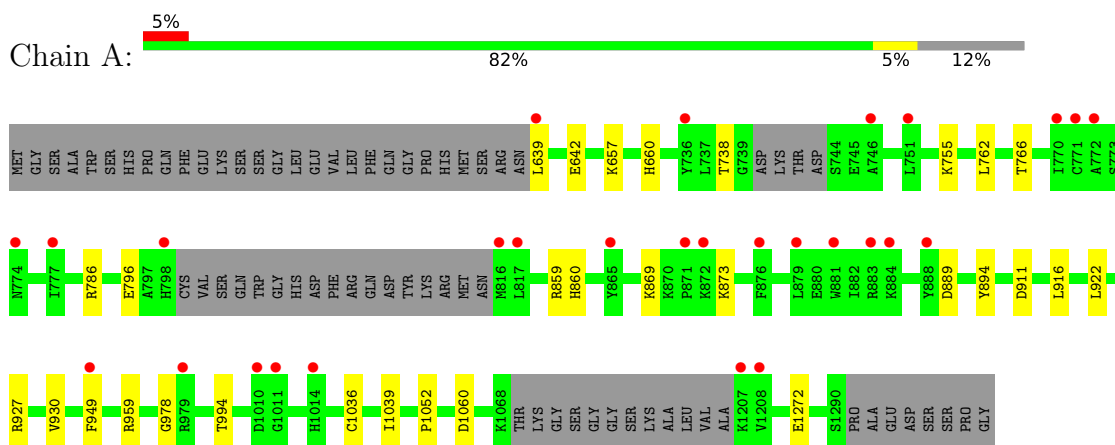 5%
Chain A:
82% 5% 12%
MET GLY SER ALA TRP SER HIS PRO GLN PHE GLU LYS SER SER GLY LEU GLU VAL LEU PHE GLN GLY PRO HIS MET SER ARG ASN L639 E642 K657 H660 Y736 L737 T738 G739 ASP LYS THR ASP S744 E745 A746 L751 K755 L762 T766 I770 C771 A772 S773
N774 I777 R786 E796 A797 H798 CYS VAL SER GLN TRP GLY HIS ASP PHE ARG GLN ASP TYR LYS ARG MET ASN M816 L817 R859 H860 Y865 K869 K870 P871 K872 K873 F876 L879 E880 W881 I882 R883 K884 Y888 D889 Y894 D911 L916 L922
R927 V930 F949 R959 G978 R979 T994 D1010 G1011 H1014 C1036 I1039 P1052 D1060 K1068 THR LYS GLY SER GLY GLY SER LYS ALA LEU VAL ALA K1207 V1208 E1272 S1290 PRO ALA GLU ASP SER SER PRO GLY